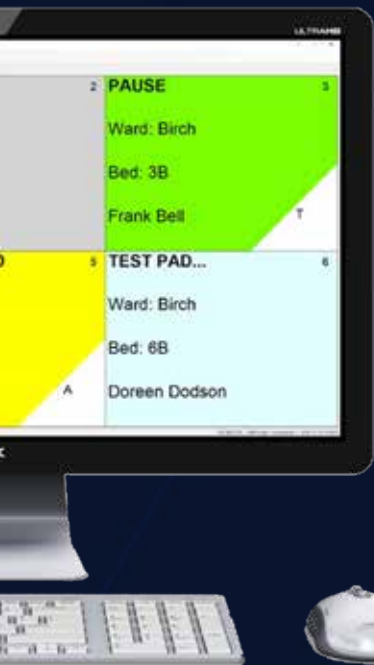 ULTRAHD
2
PAUSE 3
Ward: Birch
Bed: 3B
Frank Bell
T
5
TEST PAD... 6
Ward: Birch
Bed: 6B
Doreen Dodson
A